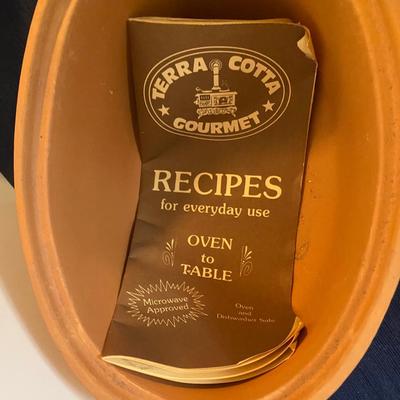 TERRA COTTA
GOURMET
RECIPES
for everyday use
OVEN
to
TABLE
Microwave
Approved
Oven
and
Dishwasher Safe